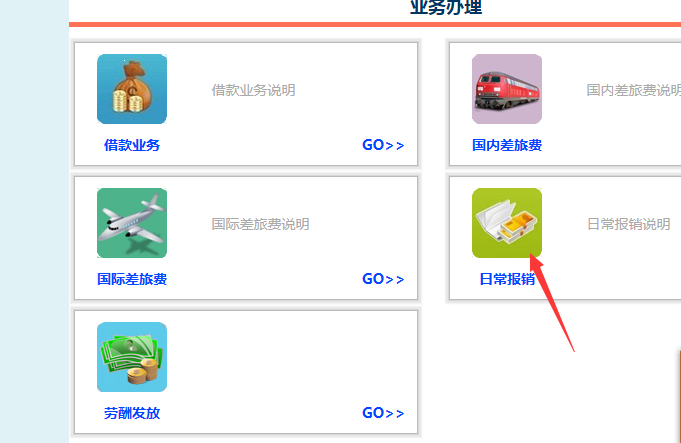 业务办理
借款业务说明
借款业务
GO>>
国内差旅费说明
国内差旅费
国际差旅费说明
国际差旅费
GO>>
日常报销说明
日常报销
劳酬发放
GO>>